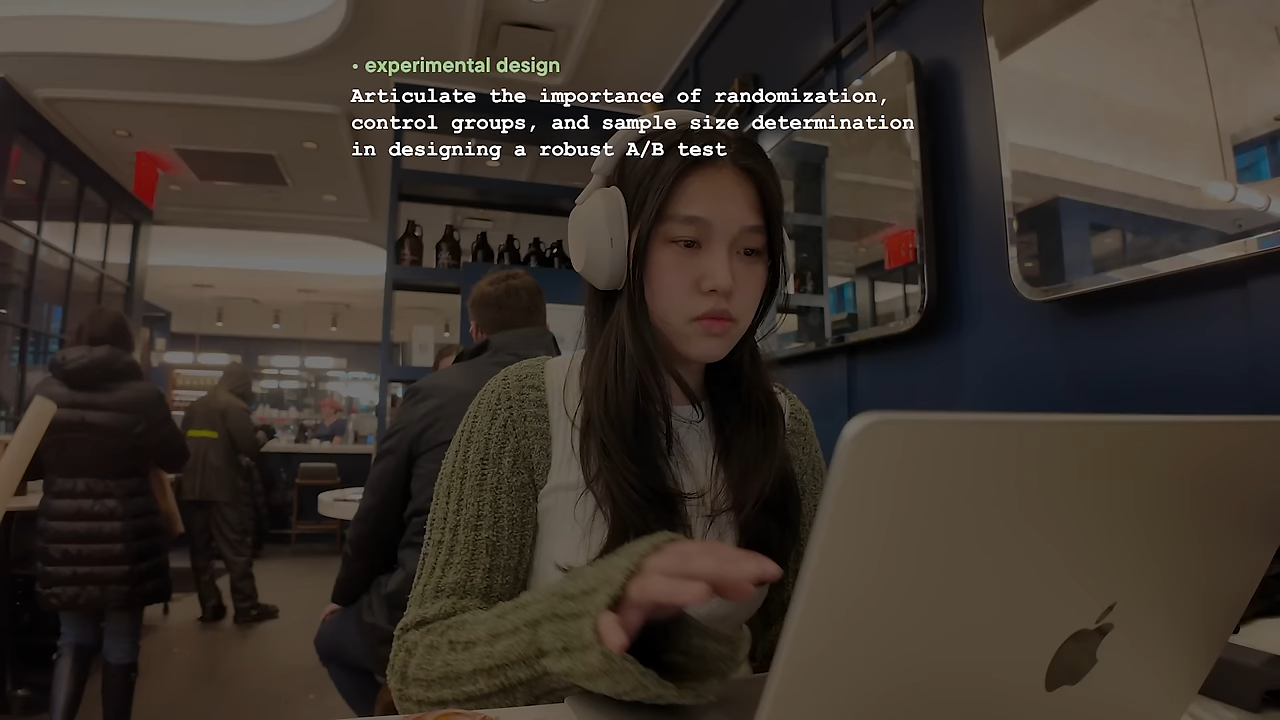 • experimental design
Articulate the importance of randomization,
control groups, and sample size determination
in designing a robust A/B test